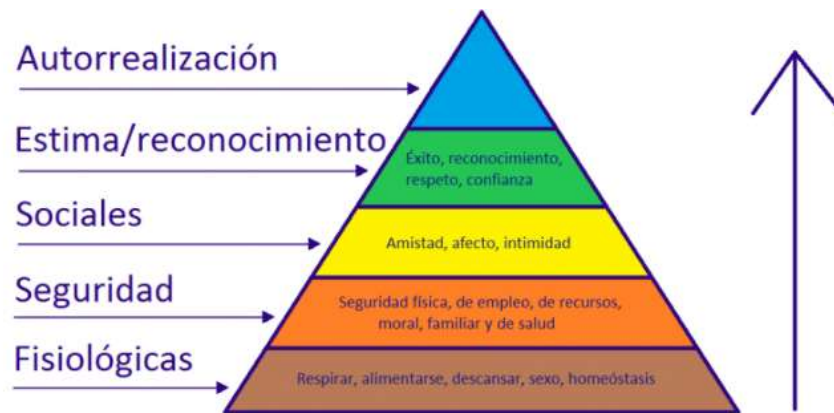 Autorrealización
Estima/reconocimiento
Éxito, reconocimiento,
respeto, confianza
Sociales
Amistad, afecto, intimidad
Seguridad
Seguridad física, de empleo, de recursos,
moral, familiar y de salud
Fisiológicas
Respirar, alimentarse, descansar, sexo, homeóstasis